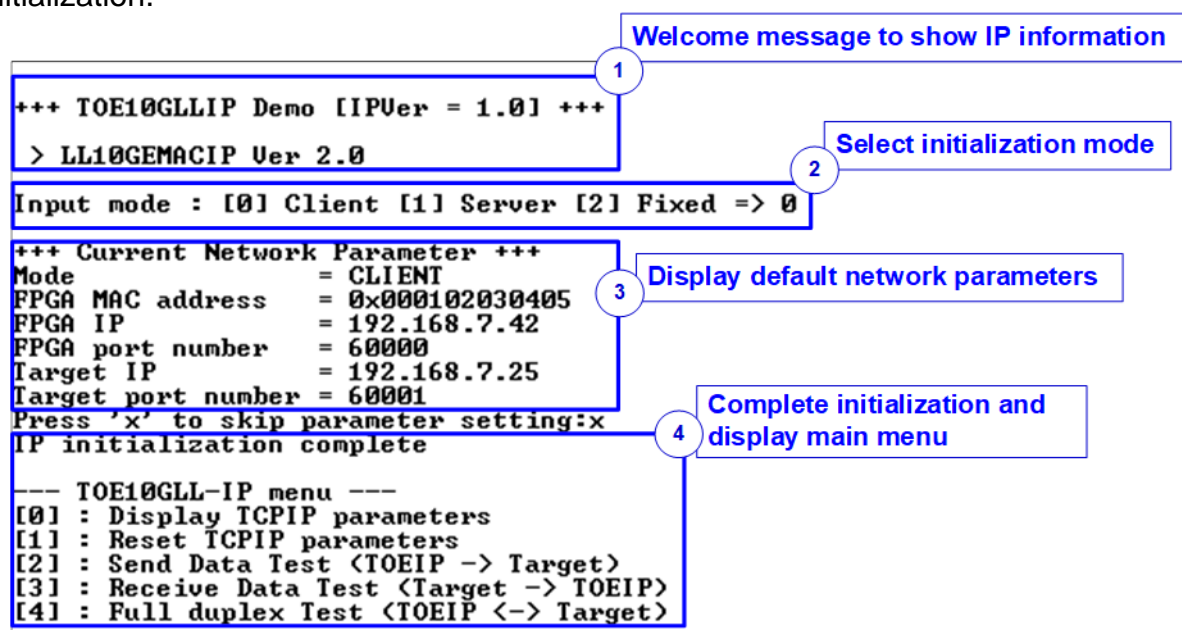 nitialization.
Welcome message to show IP information
1
+++ TOE10GLLIP Demo [IPVer = 1.0] +++
> LL10GEMACIP Ver 2.0
Select initialization mode
2
Input mode : [0] Client [1] Server [2] Fixed => 0
+++ Current Network Parameter +++
Mode = CLIENT
FPGA MAC address = 0x000102030405
FPGA IP = 192.168.7.42
FPGA port number = 60000
Target IP = 192.168.7.25
Target port number = 60001
3
Display default network parameters
Press 'x' to skip parameter setting:x
Complete initialization and
display main menu
4
IP initialization complete
--- TOE10GLL-IP menu ---
[0] : Display TCPIP parameters
[1] : Reset TCPIP parameters
[2] : Send Data Test (TOEIP -> Target)
[3] : Receive Data Test (Target -> TOEIP)
[4] : Full duplex Test (TOEIP <-> Target)